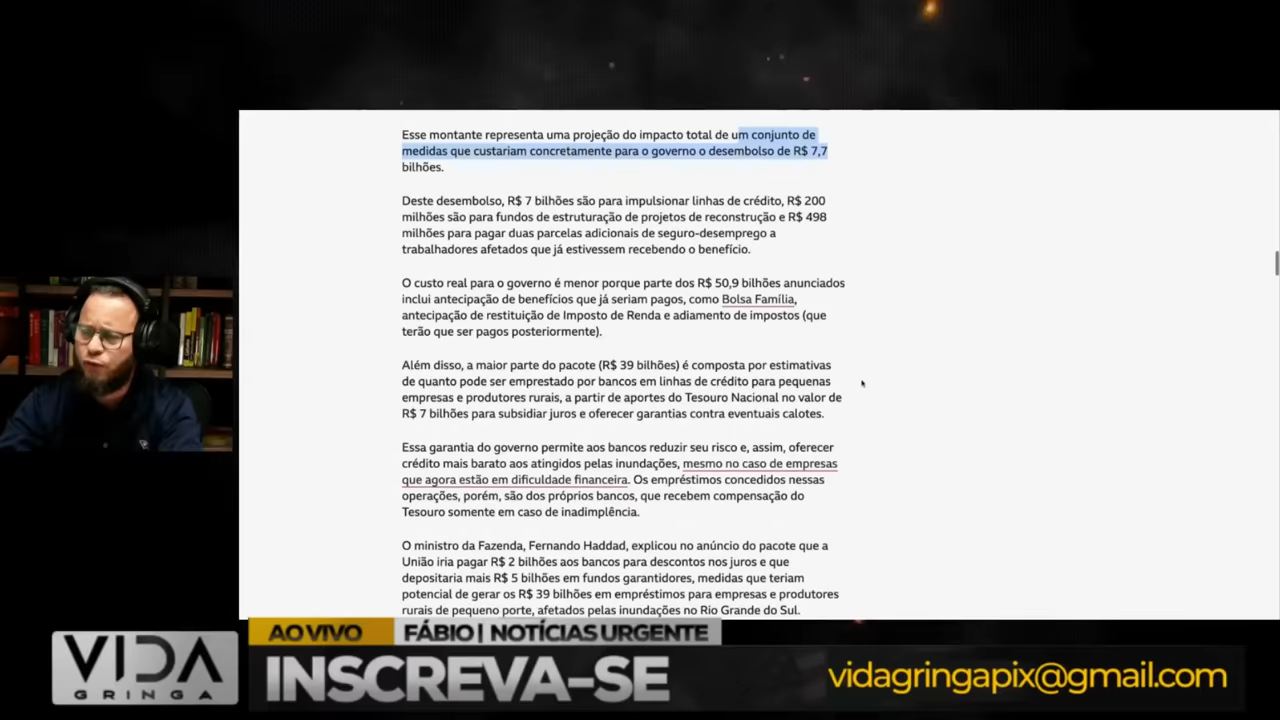 Esse montante representa uma projeção do impacto total de um conjunto de
medidas que custariam concretamente para o governo o desembolso de R$ 7,7
bilhões.
Deste desembolso, R$ 7 bilhões são para impulsionar linhas de crédito, R$ 200
milhões são para fundos de estruturação de projetos de reconstrução e R$ 498
milhões para pagar duas parcelas adicionais de seguro-desemprego a
trabalhadores afetados que já estivessem recebendo o benefício.
O custo real para o governo é menor porque parte dos R$ 50,9 bilhões anunciados
inclui antecipação de benefícios que já seriam pagos, como Bolsa Família,
antecipação de restituição de Imposto de Renda e adiamento de impostos (que
terão que ser pagos posteriormente).
Além disso, a maior parte do pacote (R$ 39 bilhões) é composta por estimativas
de quanto pode ser emprestado por bancos em linhas de crédito para pequenas
empresas e produtores rurais, a partir de aportes do Tesouro Nacional no valor de
R$ 7 bilhões para subsidiar juros e oferecer garantias contra eventuais calotes.
Essa garantia do governo permite aos bancos reduzir seu risco e, assim, oferecer
crédito mais barato aos atingidos pelas inundações, mesmo no caso de empresas
que agora estão em dificuldade financeira. Os empréstimos concedidos nessas
operações, porém, são dos próprios bancos, que recebem compensação do
Tesouro somente em caso de inadimplência.
O ministro da Fazenda, Fernando Haddad, explicou no anúncio do pacote que a
União iria pagar R$ 2 bilhões aos bancos para descontos nos juros e que
depositaria mais R$ 5 bilhões em fundos garantidores, medidas que teriam
potencial de gerar os R$ 39 bilhões em empréstimos para empresas e produtores
rurais de pequeno porte, afetados pelas inundações no Rio Grande do Sul.
AO VIVO FÁBIO | NOTÍCIAS URGENTE
VIDA
GRINGA
INSCREVA-SE
vidagringapix@gmail.com